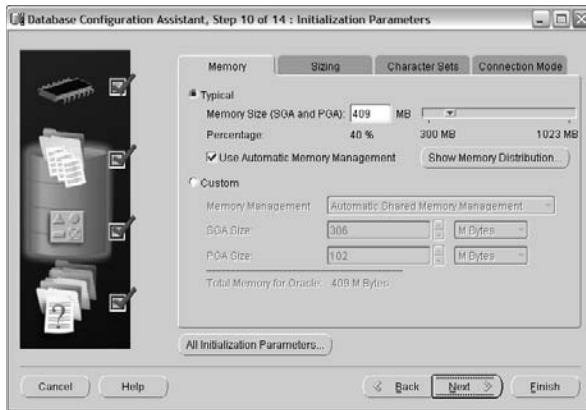 Database Configuration Assistant, Step 10 of 14 : Initialization Parameters
Memory Sizing Character Sets Connection Mode
Typical
Memory Size (SGA and PGA): 409 MB
Percentage: 40 % 300 MB 1023 MB
Use Automatic Memory Management Show Memory Distribution...
Custom
Memory Management Automatic Shared Memory Management
SGA Size: 306 M Bytes
PGA Size: 102 M Bytes
Total Memory for Oracle: 409 M Bytes
?
All Initialization Parameters...
Cancel Help Back Next Finish